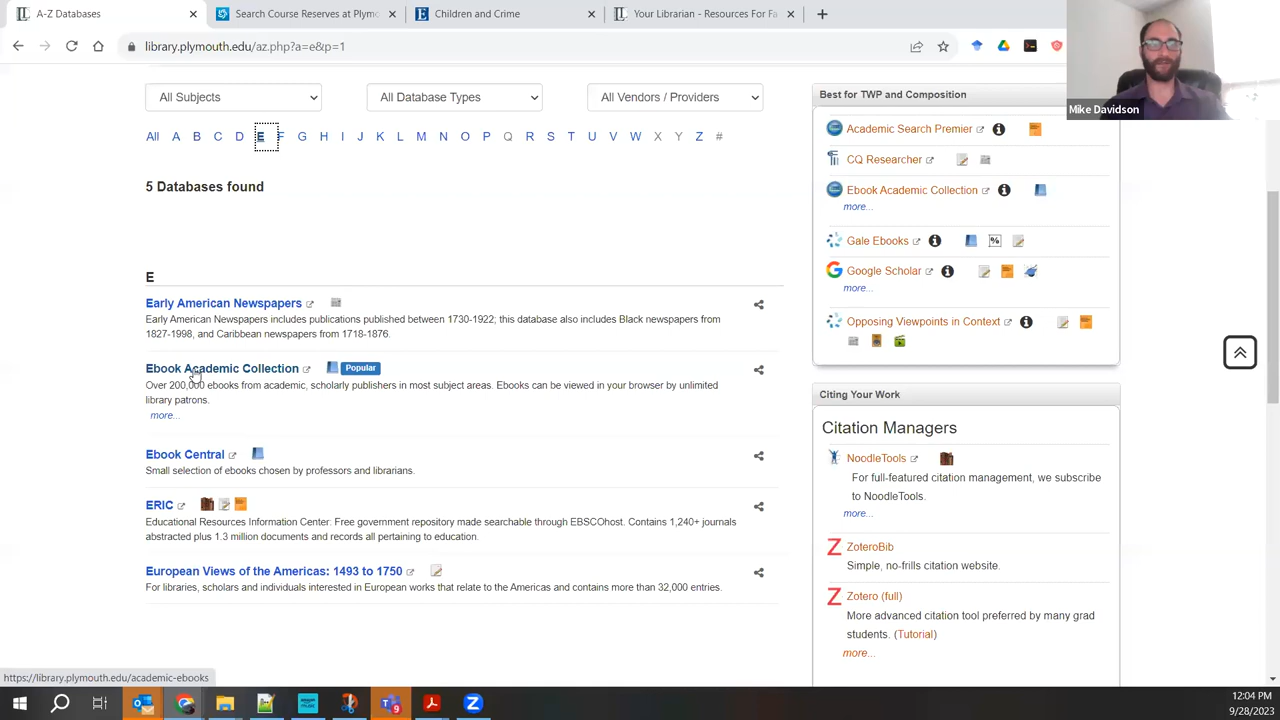 A-Z Databases
Search Course Reserves at Plymo
Children and Crime
Your Librarian - Resources For Fa
library.plymouth.edu/az.php?a=e&p=1
Mike Davidson
All Subjects
All Database Types
All Vendors / Providers
All A B C D E F G H I J K L M N O P Q R S T U V W X Y Z #
5 Databases found
E
Early American Newspapers
Early American Newspapers includes publications published between 1730-1922; this database also includes Black newspapers from
1827-1998, and Caribbean newspapers from 1718-1876.
Ebook Academic Collection Popular
Over 200,000 ebooks from academic, scholarly publishers in most subject areas. Ebooks can be viewed in your browser by unlimited
library patrons.
more...
Ebook Central
Small selection of ebooks chosen by professors and librarians.
ERIC
Educational Resources Information Center: Free government repository made searchable through EBSCOhost. Contains 1,240+ journals
abstracted plus 1.3 million documents and records all pertaining to education.
European Views of the Americas: 1493 to 1750
For libraries, scholars and individuals interested in European works that relate to the Americas and contains more than 32,000 entries.
Best for TWP and Composition
Academic Search Premier
CQ Researcher
Ebook Academic Collection
more...
Gale Ebooks
Google Scholar
more...
Opposing Viewpoints in Context
Citing Your Work
Citation Managers
NoodleTools
For full-featured citation management, we subscribe
to NoodleTools.
more...
ZoteroBib
Simple, no-frills citation website.
Zotero (full)
More advanced citation tool preferred by many grad
students. (Tutorial)
more...
https://library.plymouth.edu/academic-ebooks
12:04 PM
9/28/2023